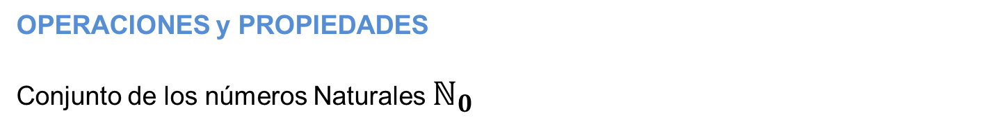 OPERACIONES y PROPIEDADES
Conjunto de los números Naturales ℕ₀